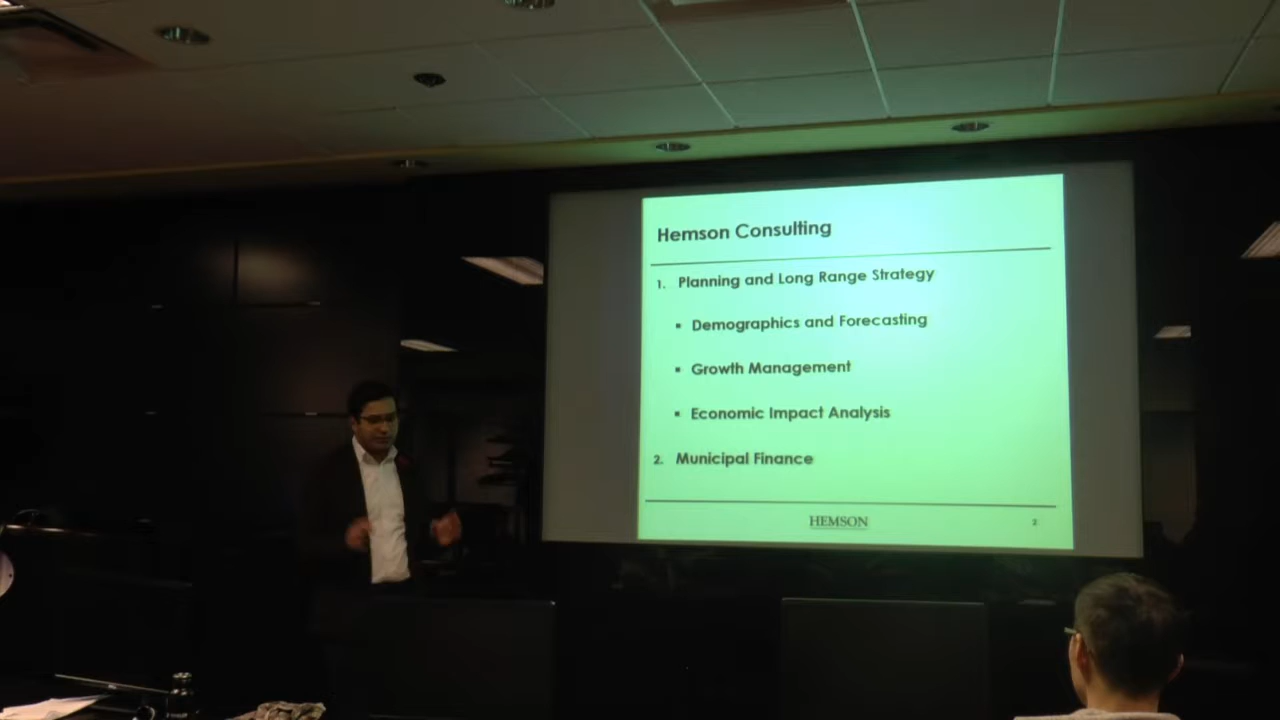 Hemson Consulting
1. Planning and Long Range Strategy
▪ Demographics and Forecasting
▪ Growth Management
▪ Economic Impact Analysis
2. Municipal Finance
HEMSON
2